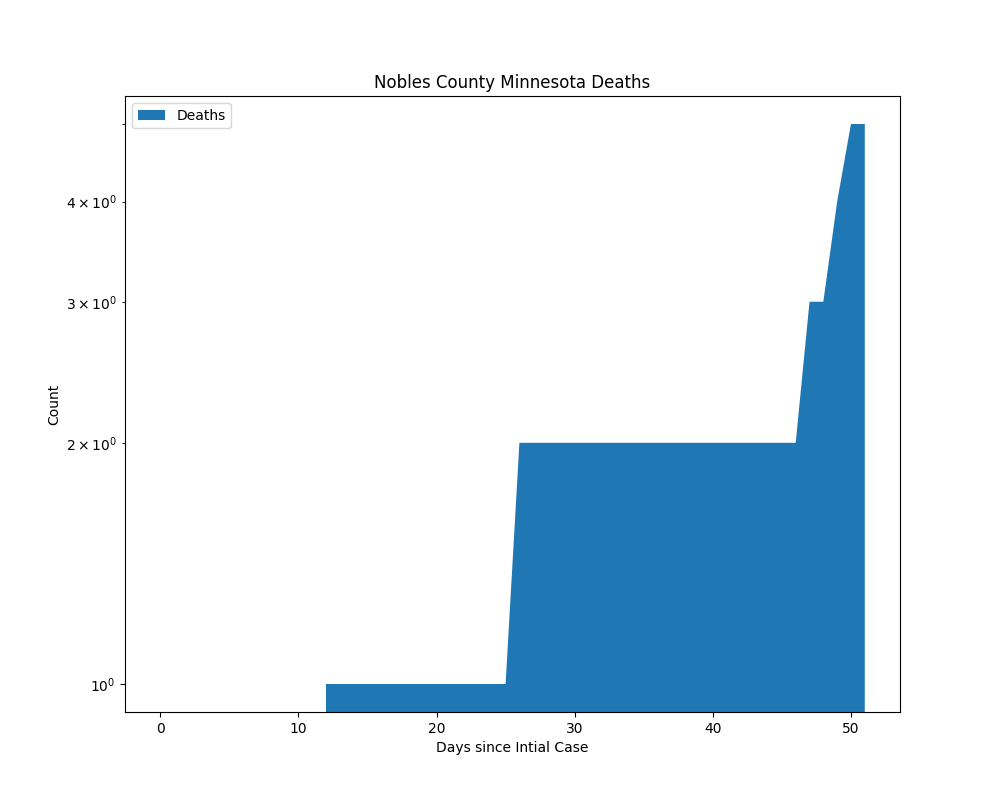 Nobles County Minnesota Deaths
Deaths
4 × 10⁰
3 × 10⁰
2 × 10⁰
10⁰
Count
0 10 20 30 40 50
Days since Intial Case